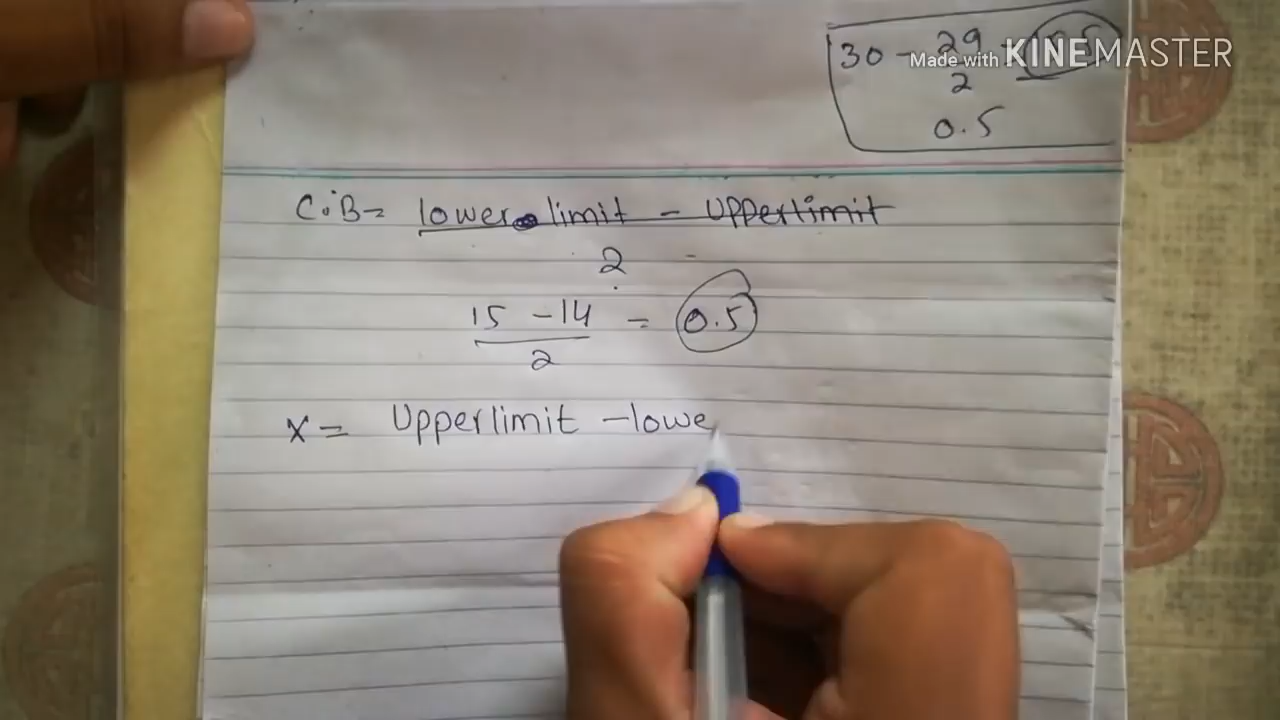 30 - 29
Made with KINEMASTER
2
0.5
C.B= lower limit - Upperlimit
2
15 - 14 = 0.5
2
X= Upperlimit - lowe